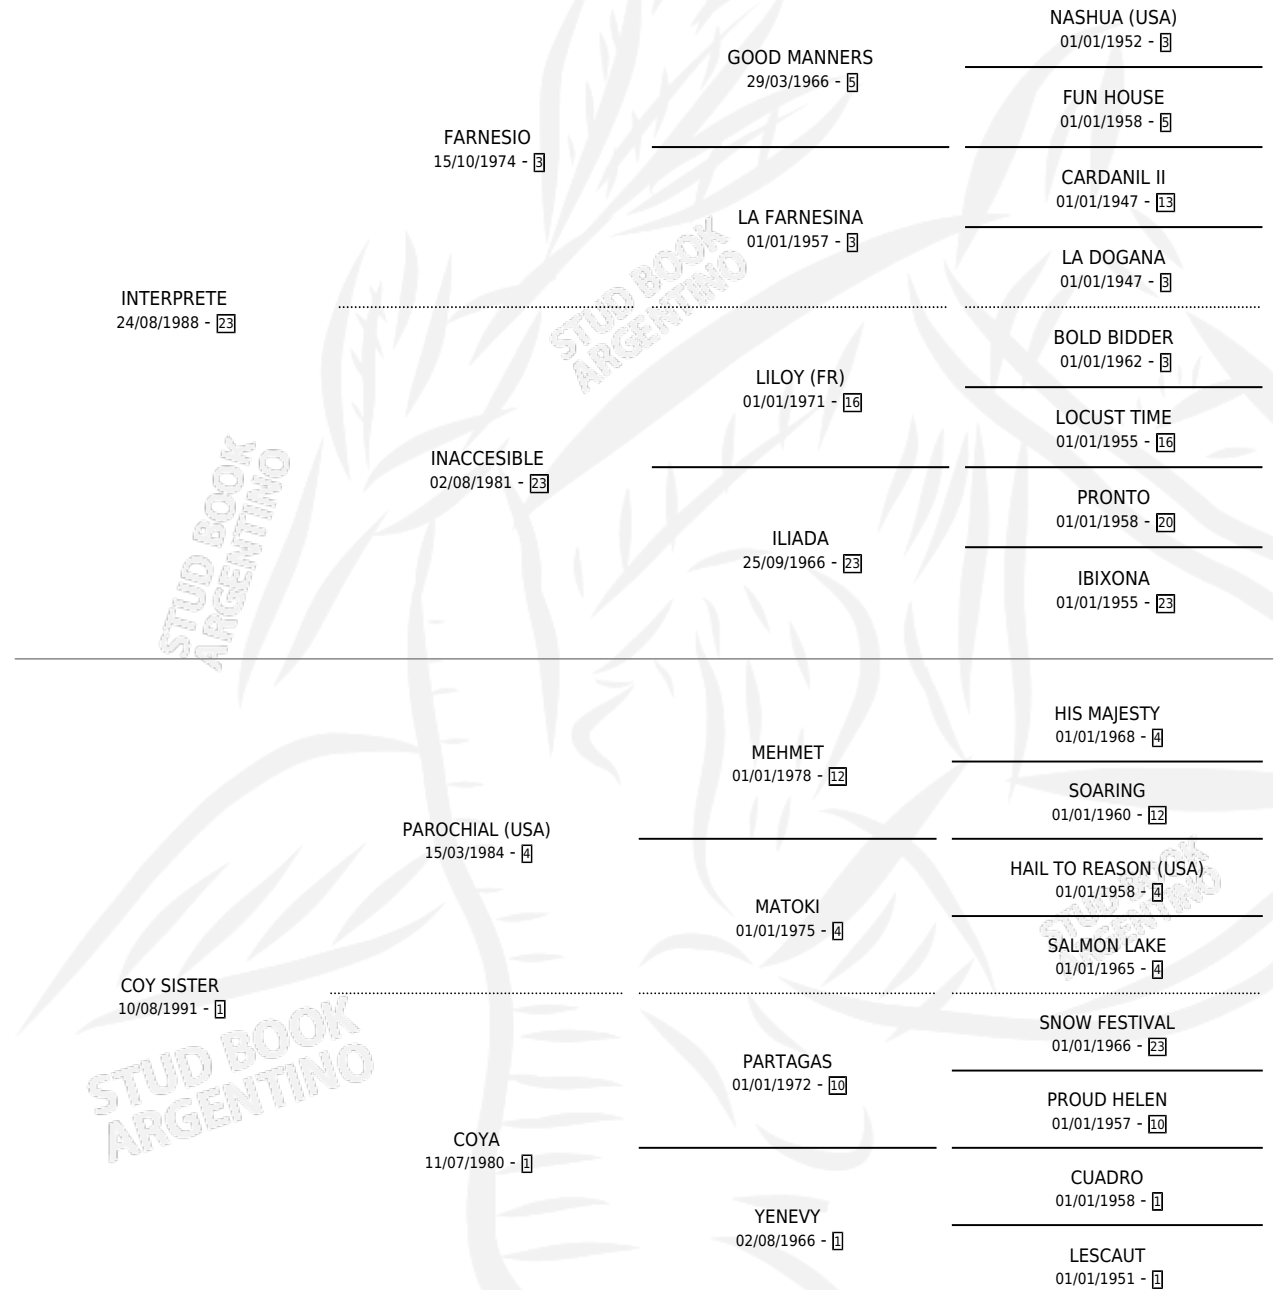 NASHUA (USA)
01/01/1952 - 3
GOOD MANNERS
29/03/1966 - 5
FUN HOUSE
01/01/1958 - 5
FARNESIO
15/10/1974 - 3
CARDANIL II
01/01/1947 - 13
LA FARNESINA
01/01/1957 - 3
LA DOGANA
01/01/1947 - 3
INTERPRETE
24/08/1988 - 23
BOLD BIDDER
01/01/1962 - 3
LILOY (FR)
01/01/1971 - 16
LOCUST TIME
01/01/1955 - 16
INACCESIBLE
02/08/1981 - 23
PRONTO
01/01/1958 - 20
ILIADA
25/09/1966 - 23
IBIXONA
01/01/1955 - 23
HIS MAJESTY
01/01/1968 - 4
MEHMET
01/01/1978 - 12
SOARING
01/01/1960 - 12
PAROCHIAL (USA)
15/03/1984 - 4
HAIL TO REASON (USA)
01/01/1958 - 4
MATOKI
01/01/1975 - 4
SALMON LAKE
01/01/1965 - 4
COY SISTER
10/08/1991 - 1
SNOW FESTIVAL
01/01/1966 - 23
PARTAGAS
01/01/1972 - 10
PROUD HELEN
01/01/1957 - 10
COYA
11/07/1980 - 1
CUADRO
01/01/1958 - 1
YENEVY
02/08/1966 - 1
LESCAUT
01/01/1951 - 1
STUD BOOK
ARGENTINO
STUD BOOK
ARGENTINO
STUD BOOK
ARGENTINO
STUD BOOK
ARGENTINO